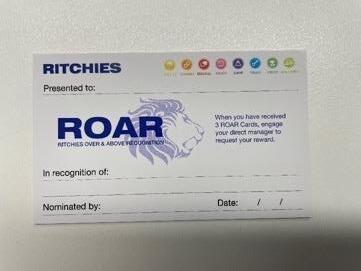 RITCHIES
Presented to:
ROAR
RITCHIES OVER & ABOVE RECOGNITION
When you have received
3 ROAR Cards, engage
your direct manager to
request your reward.
In recognition of:
Nominated by:
Date: / /